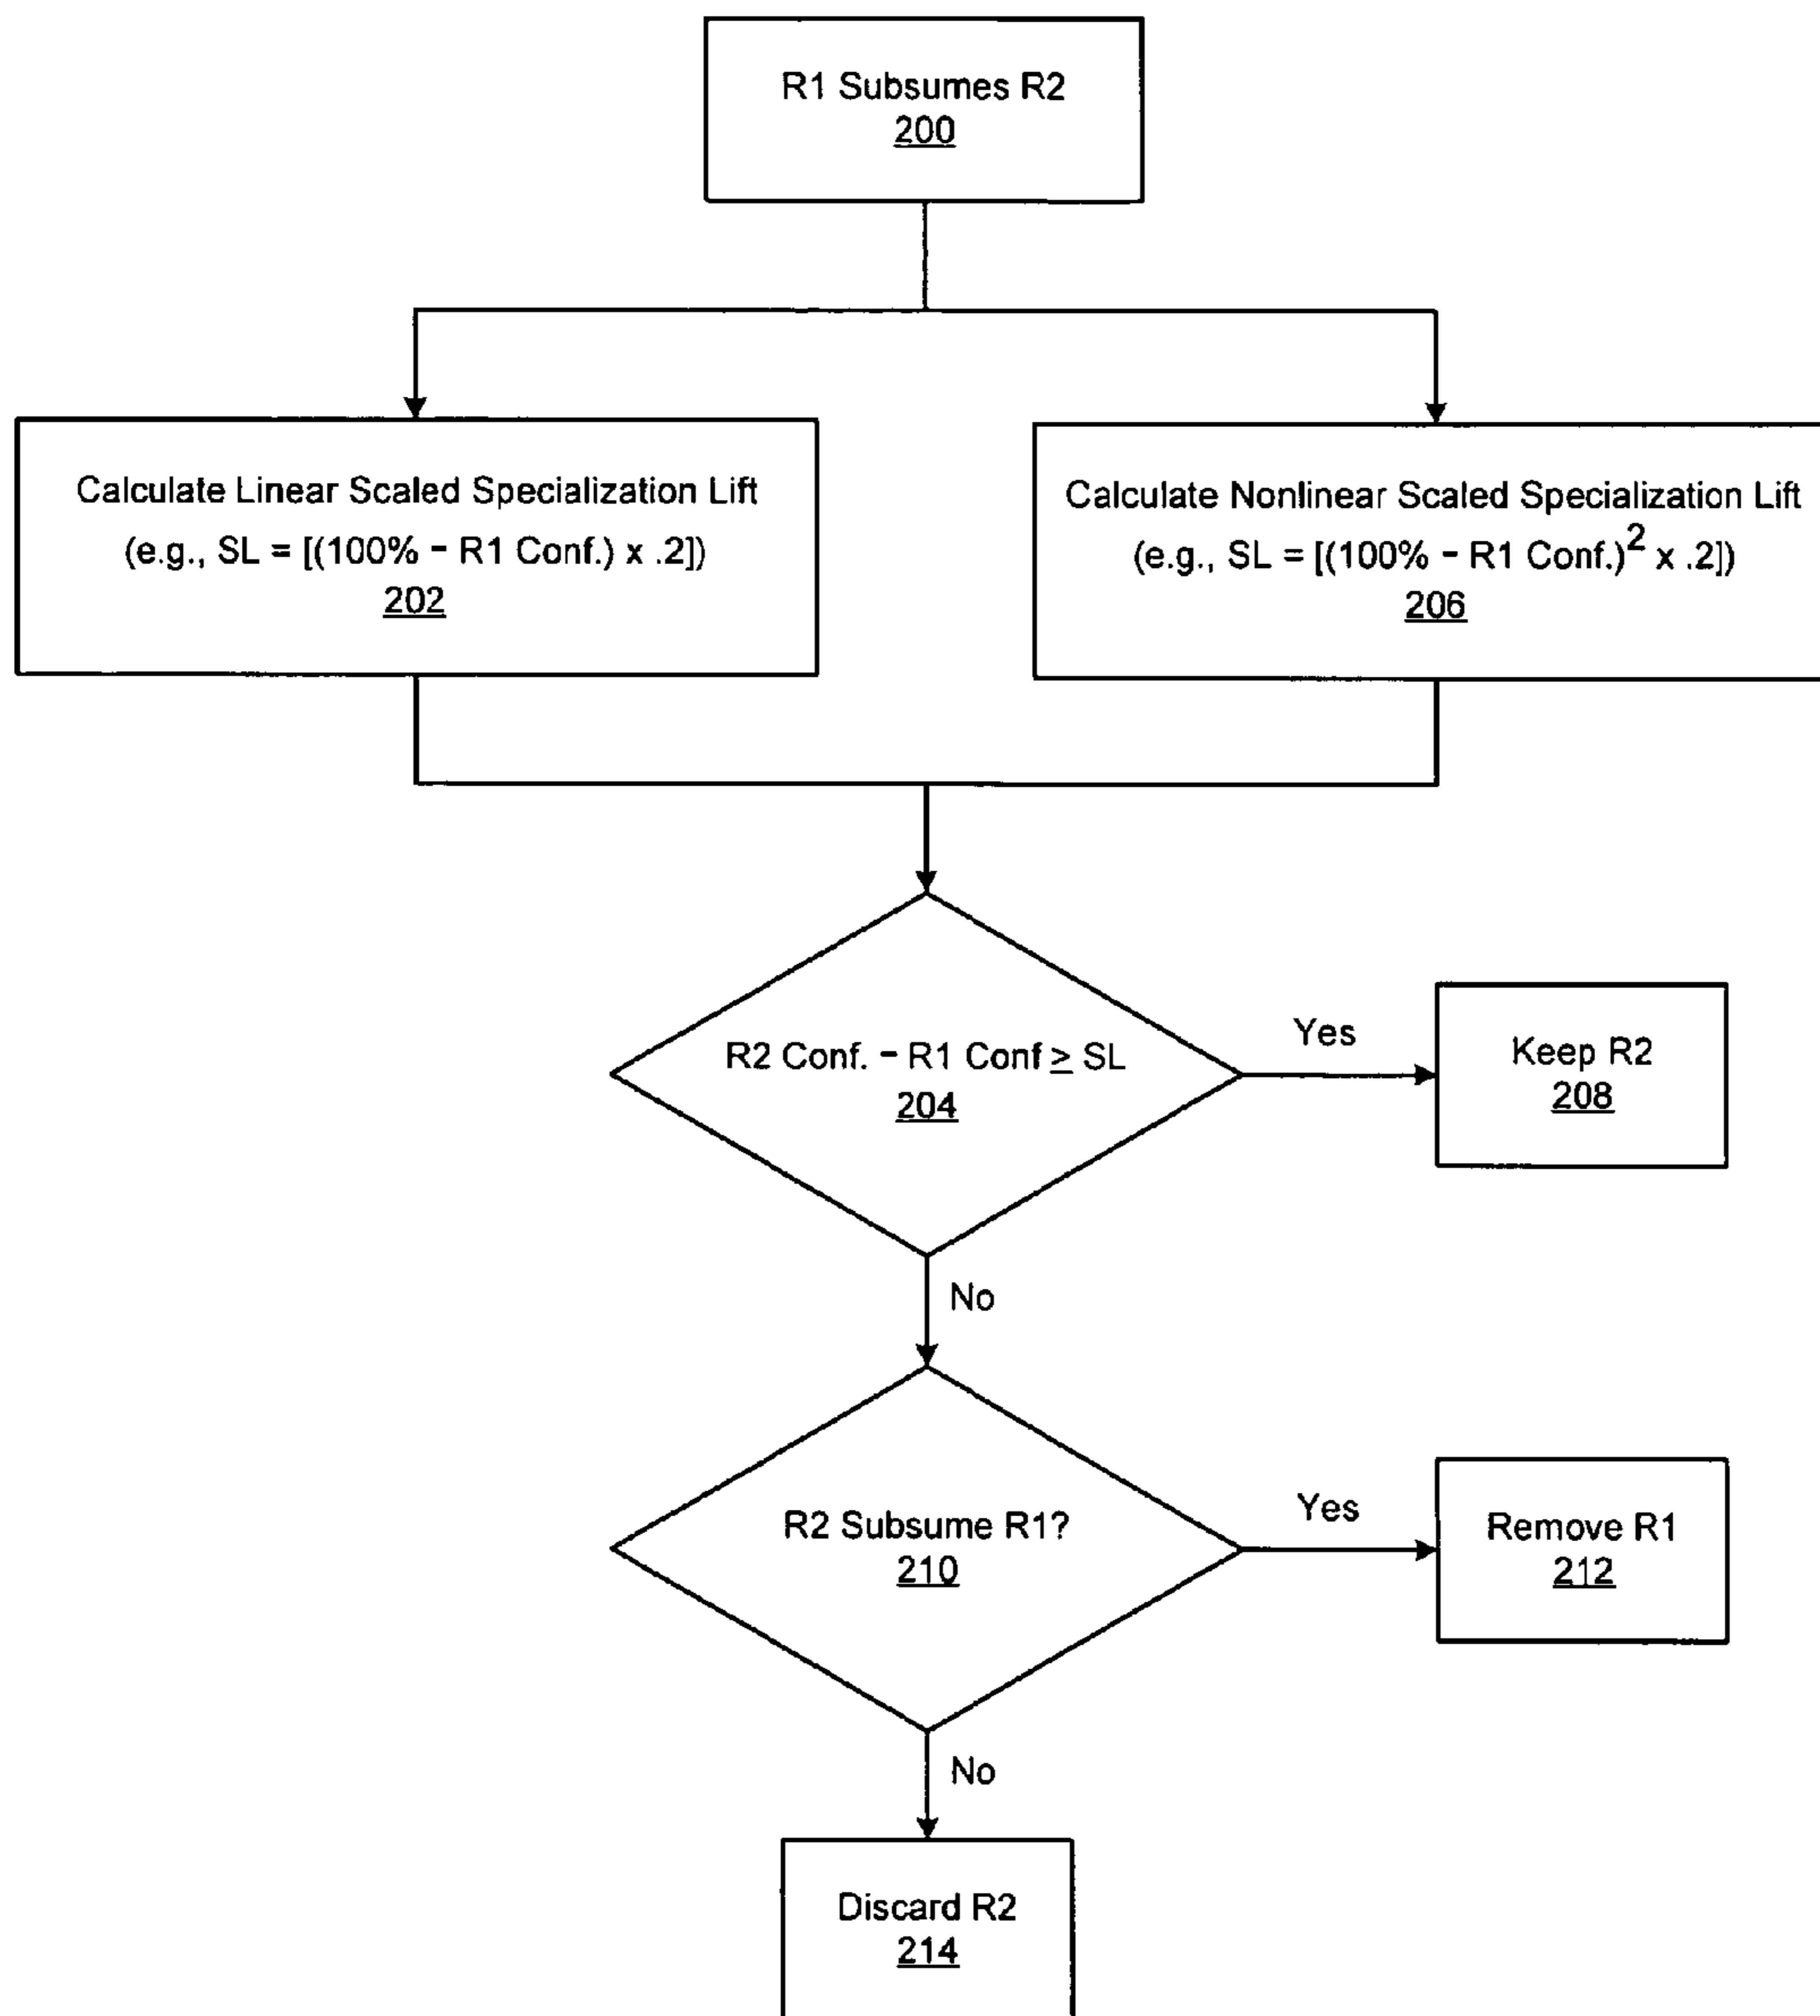 R1 Subsumes R2
200
Calculate Linear Scaled Specialization Lift
(e.g., SL = [(100% - R1 Conf.) x .2])
202
Calculate Nonlinear Scaled Specialization Lift
(e.g., SL = [(100% - R1 Conf.)² x .2])
206
R2 Conf. - R1 Conf ≥ SL
204
Yes
Keep R2
208
No
R2 Subsume R1?
210
Yes
Remove R1
212
No
Discard R2
214